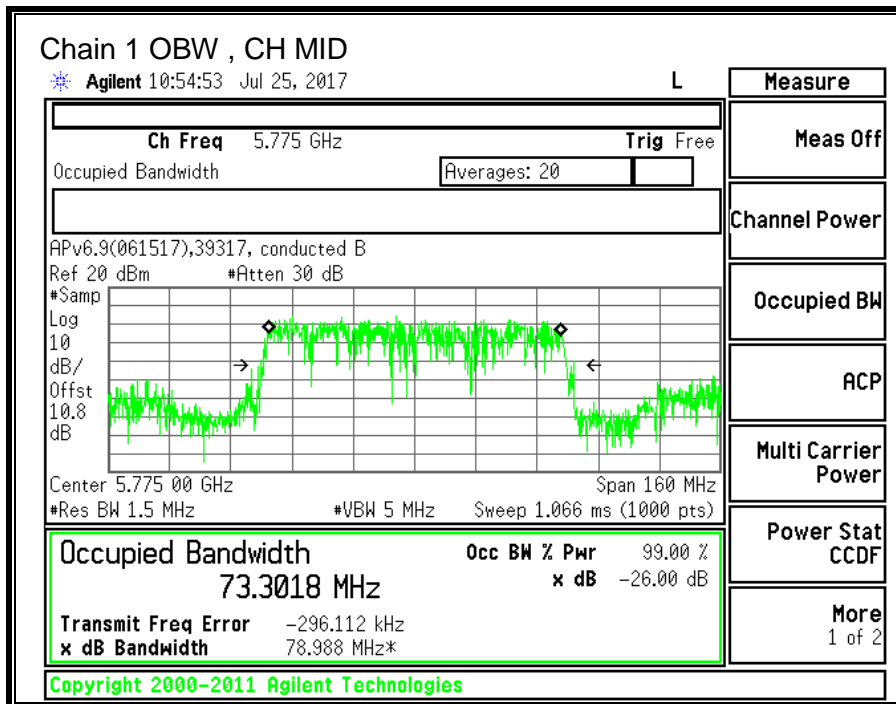 Chain 1 OBW , CH MID
Agilent 10:54:53 Jul 25, 2017 L
Measure
Meas Off
Channel Power
Occupied BW
ACP
Multi Carrier
Power
Power Stat
CCDF
More
1 of 2
Ch Freq 5.775 GHz Trig Free
Occupied Bandwidth Averages: 20
APv6.9(061517),39317, conducted B
Ref 20 dBm #Atten 30 dB
#Samp
Log
10
dB/
Offst
10.8
dB
Center 5.775 00 GHz Span 160 MHz
#Res BW 1.5 MHz #VBW 5 MHz Sweep 1.066 ms (1000 pts)
Occupied Bandwidth Occ BW % Pwr 99.00 %
73.3018 MHz x dB -26.00 dB
Transmit Freq Error -296.112 kHz
x dB Bandwidth 78.988 MHz*
Copyright 2000-2011 Agilent Technologies